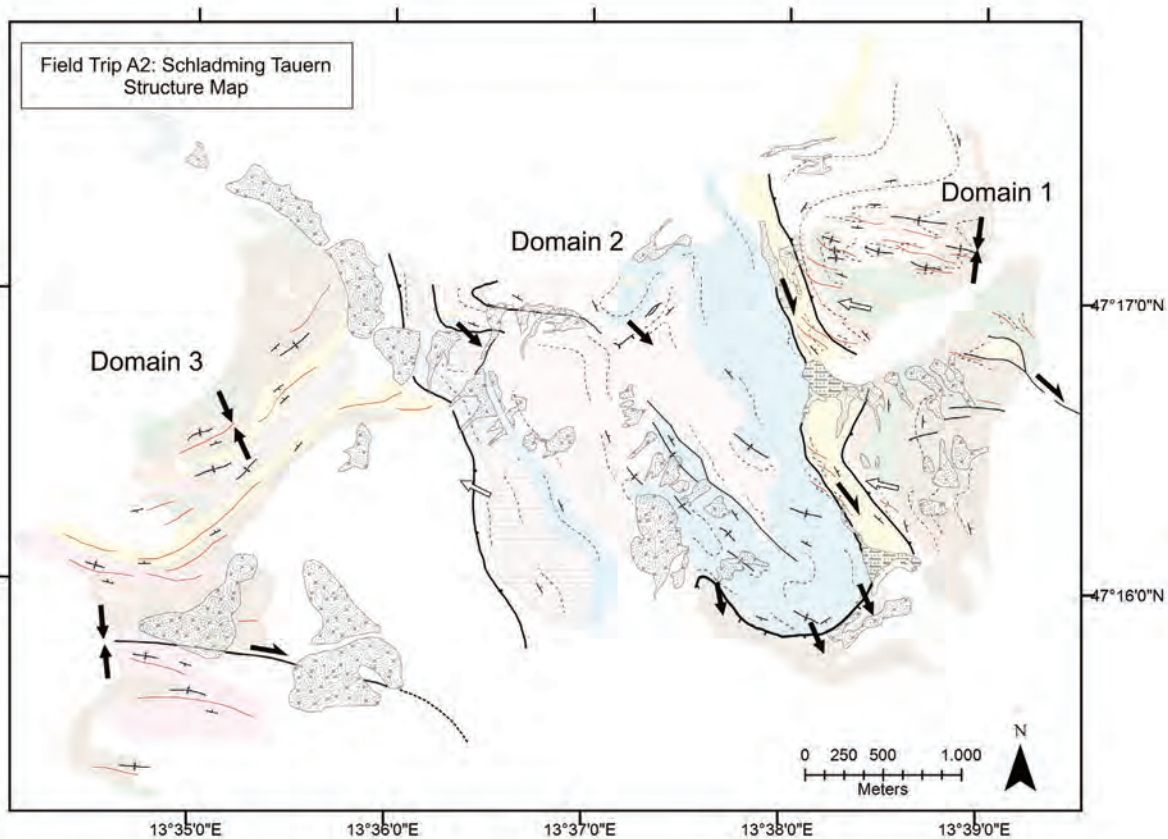 Field Trip A2: Schladming Tauern
Structure Map
Domain 1
Domain 2
Domain 3
47°17'0"N
47°16'0"N
N
0 250 500 1.000
Meters
13°35'0"E 13°36'0"E 13°37'0"E 13°38'0"E 13°39'0"E